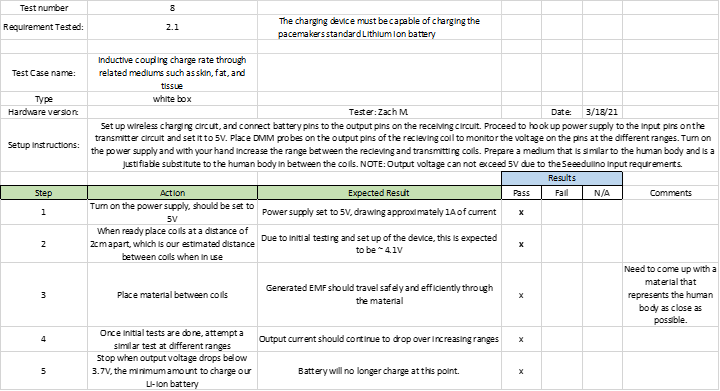 Test number 8
Requirement Tested: 2.1 The charging device must be capable of charging the
pacemakers standard Lithium Ion battery
Test Case name: Inductive coupling charge rate through
related mediums such as skin, fat, and
tissue
Type white box
Hardware version: Tester: Zach M. Date: 3/18/21
Setup Instructions: Set up wireless charging circuit, and connect battery pins to the output pins on the receiving circuit. Proceed to hook up power supply to the input pins on the
transmitter circuit and set it to 5V. Place DMM probes on the output pins of the recieving coil to monitor the voltage on the pins at the different ranges. Turn on
the power supply and with your hand increase the range between the recieving and transmitting coils. Prepare a medium that is similar to the human body and is a
justifiable substitute to the human body in between the coils. NOTE: Output voltage can not exceed 5V due to the Seeeduino input requirements.
Results
Step Action Expected Result Pass Fail N/A Comments
1 Turn on the power supply, should be set to
5V Power supply set to 5V, drawing approximately 1A of current x
2 When ready place coils at a distance of
2cm apart, which is our estimated distance
between coils when in use Due to initial testing and set up of the device, this is expected
to be ~ 4.1V x
3 Place material between coils Generated EMF should travel safely and efficiently through
the material x Need to come up with a
material that
represents the human
body as close as
possible.
4 Once initial tests are done, attempt a
similar test at different ranges Output current should continue to drop over increasing ranges x
5 Stop when output voltage drops below
3.7V, the minimum amount to charge our
Li-ion battery Battery will no longer charge at this point. x